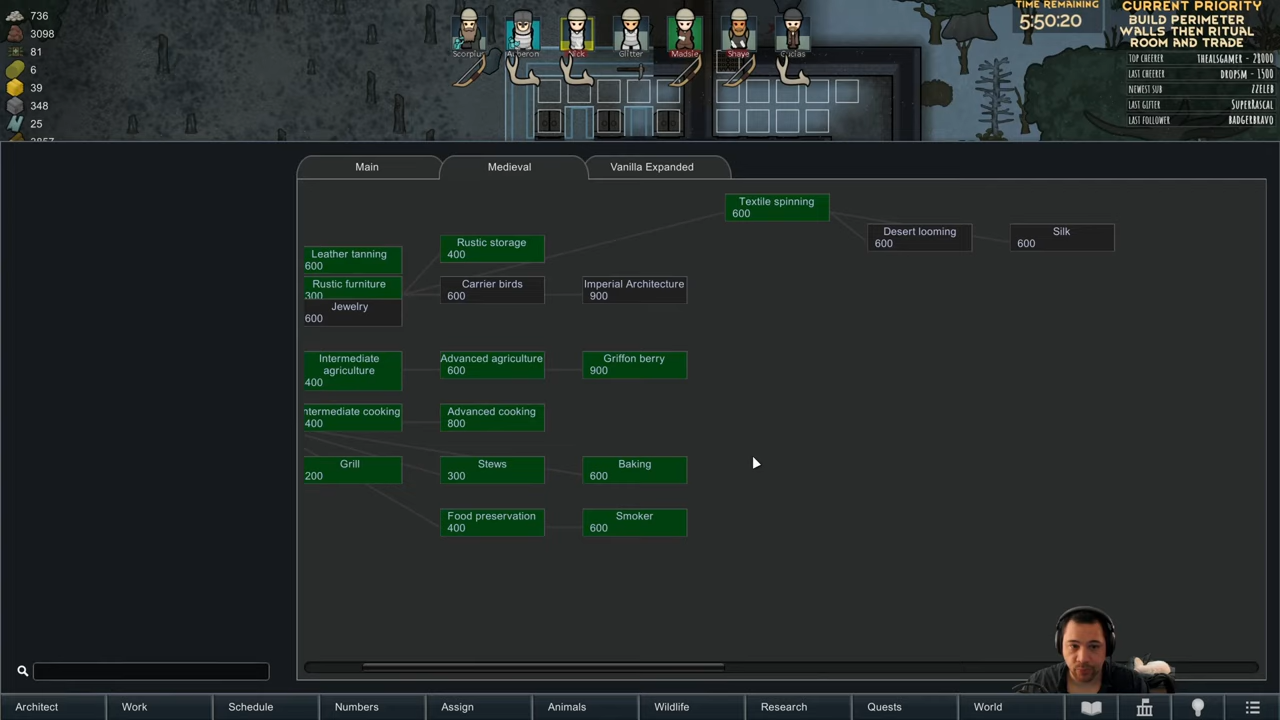 736
3098
81
6
39
348
25
Scorplus
Nick
Glitter
Madsie
Shaye
TIME REMAINING
5:50:20
CURRENT PRIORITY
BUILD PERIMETER
WALLS THEN RITUAL
ROOM AND TRADE
TOP CHEERER THEALSGAMER - 28000
LAST CHEERER DROPSM - 1500
NEWEST SUB ZZELEB
LAST GIFTER SUPERRASCAL
LAST FOLLOWER BADGERBRAVO
Main
Medieval
Vanilla Expanded
Textile spinning
600
Desert looming
600
Silk
600
Leather tanning
600
Rustic storage
400
Rustic furniture
300
Carrier birds
600
Imperial Architecture
900
Jewelry
600
Intermediate
agriculture
400
Advanced agriculture
600
Griffon berry
900
ntermediate cooking
400
Advanced cooking
800
Grill
200
Stews
300
Baking
600
Food preservation
400
Smoker
600
Architect
Work
Schedule
Numbers
Assign
Animals
Wildlife
Research
Quests
World